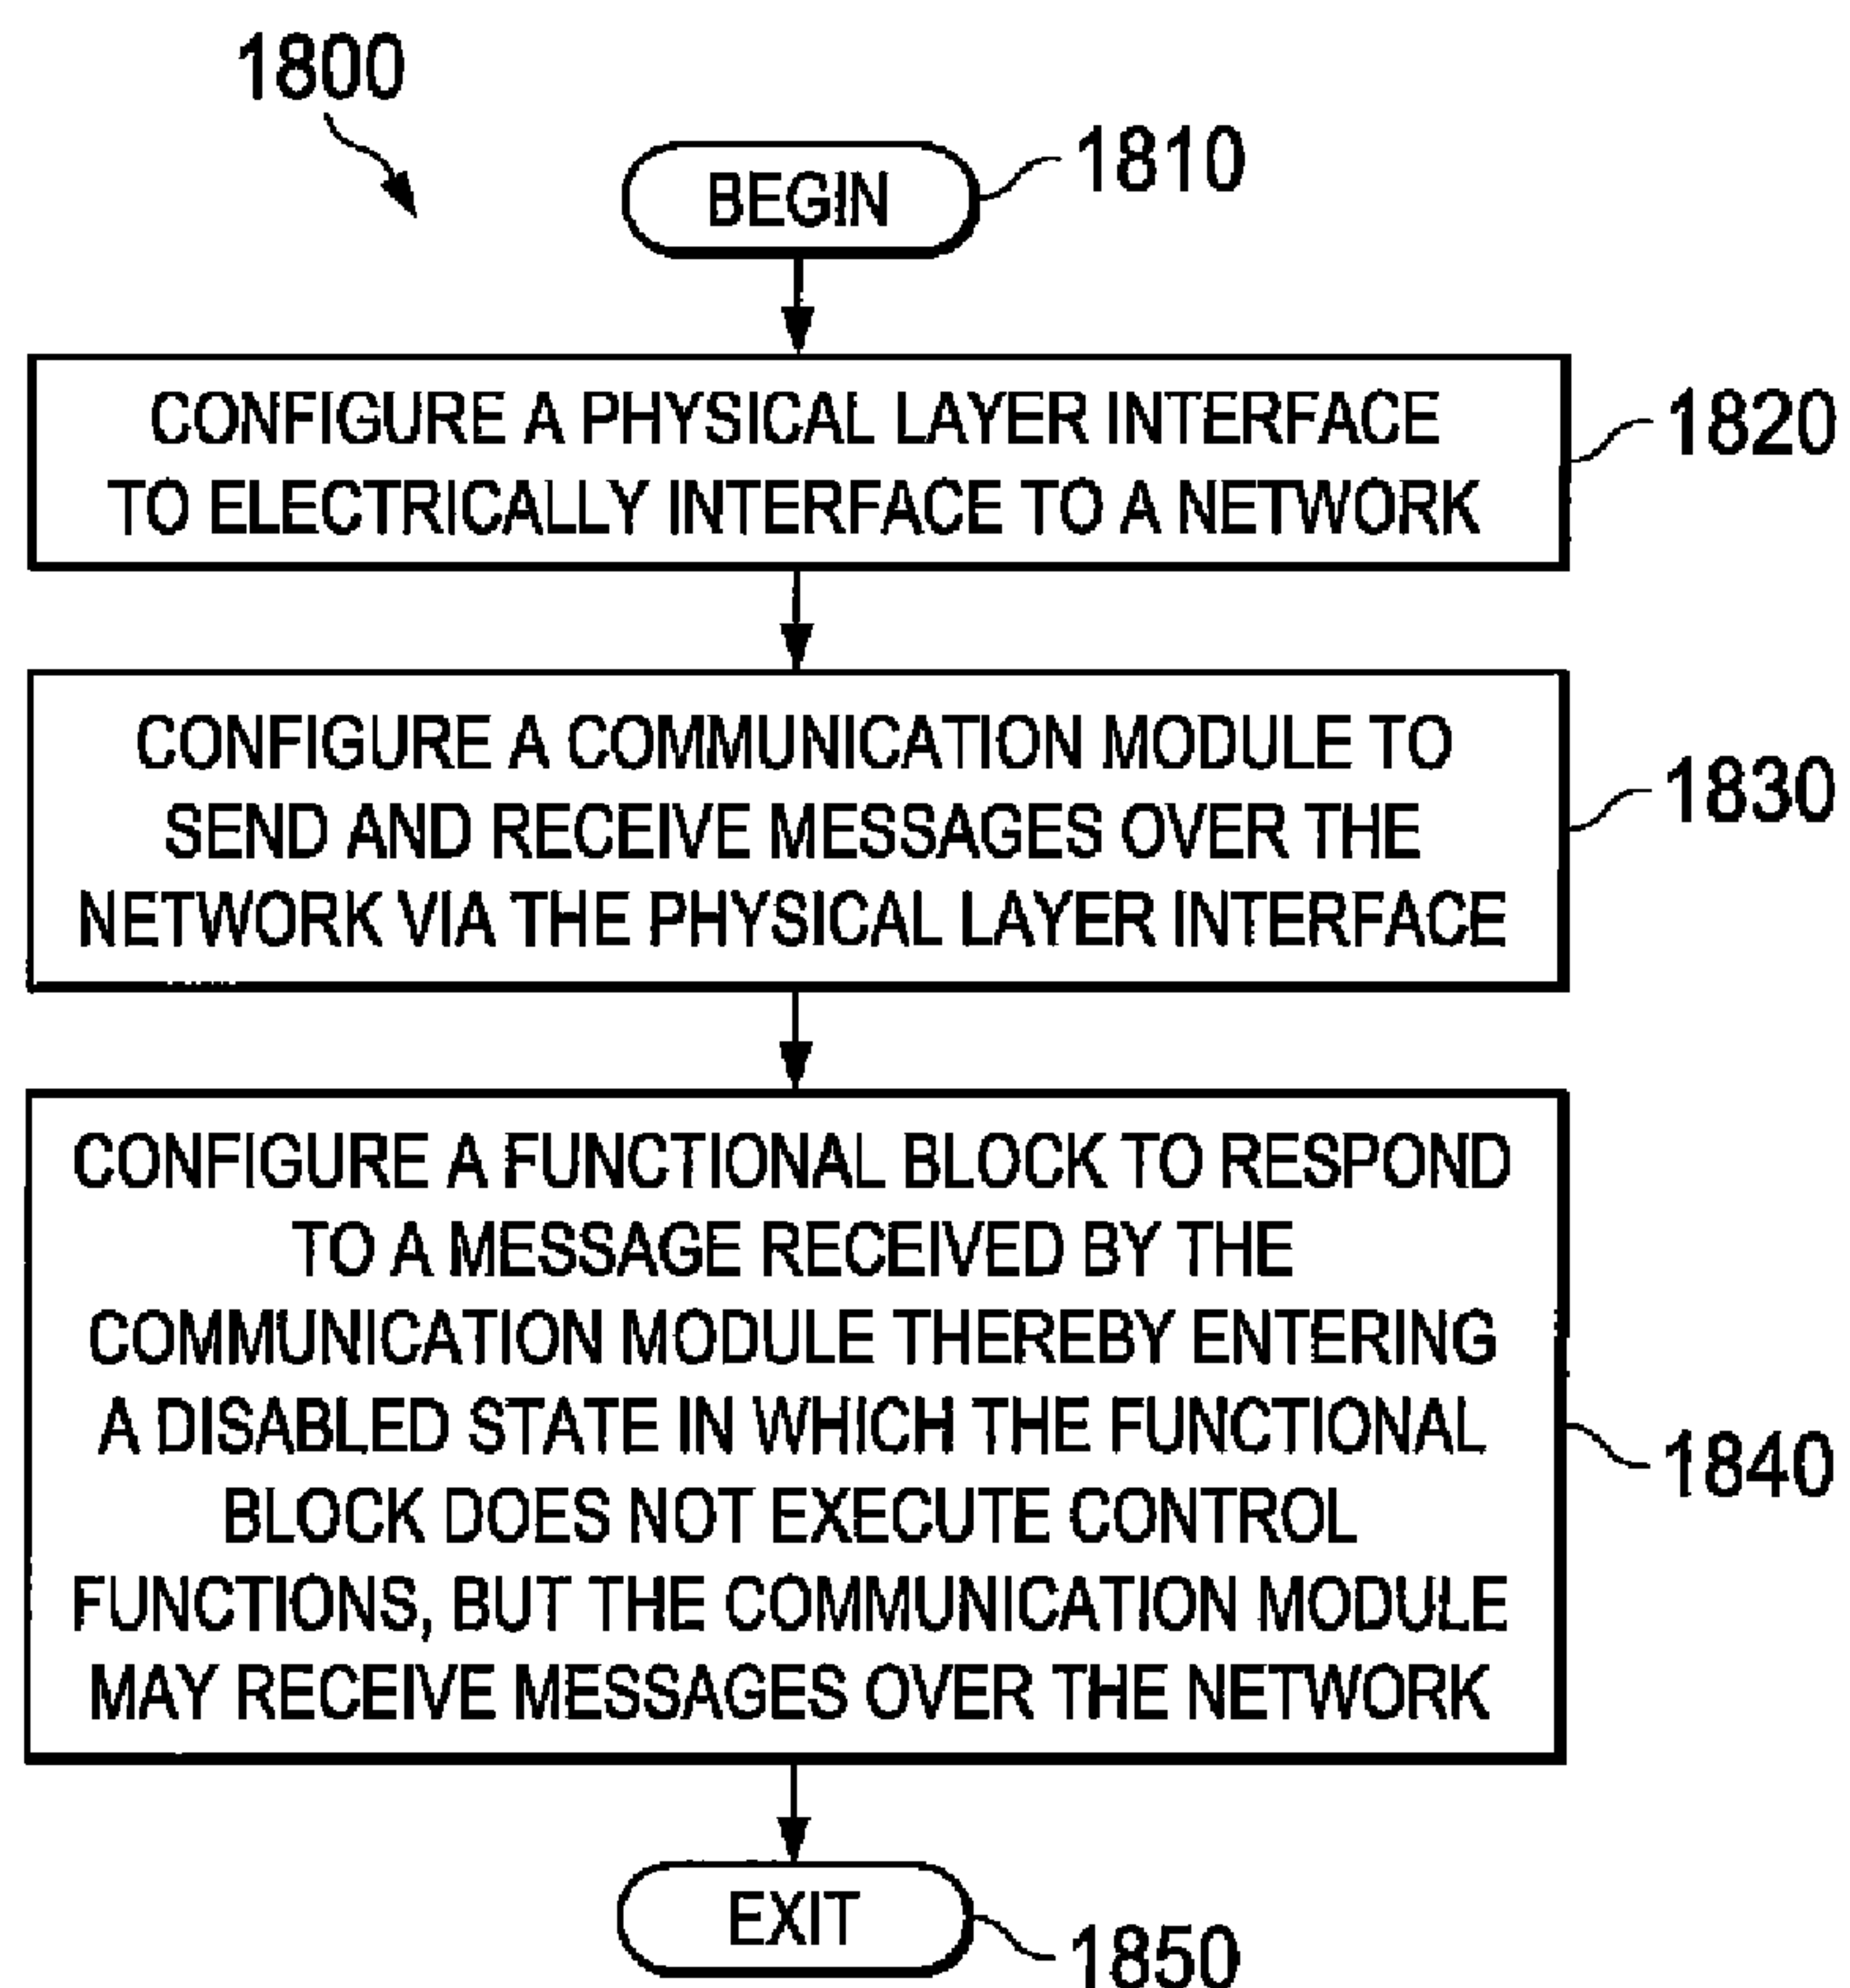 1800
BEGIN
1810
CONFIGURE A PHYSICAL LAYER INTERFACE
TO ELECTRICALLY INTERFACE TO A NETWORK
1820
CONFIGURE A COMMUNICATION MODULE TO
SEND AND RECEIVE MESSAGES OVER THE
NETWORK VIA THE PHYSICAL LAYER INTERFACE
1830
CONFIGURE A FUNCTIONAL BLOCK TO RESPOND
TO A MESSAGE RECEIVED BY THE
COMMUNICATION MODULE THEREBY ENTERING
A DISABLED STATE IN WHICH THE FUNCTIONAL
BLOCK DOES NOT EXECUTE CONTROL
FUNCTIONS, BUT THE COMMUNICATION MODULE
MAY RECEIVE MESSAGES OVER THE NETWORK
1840
EXIT
1850